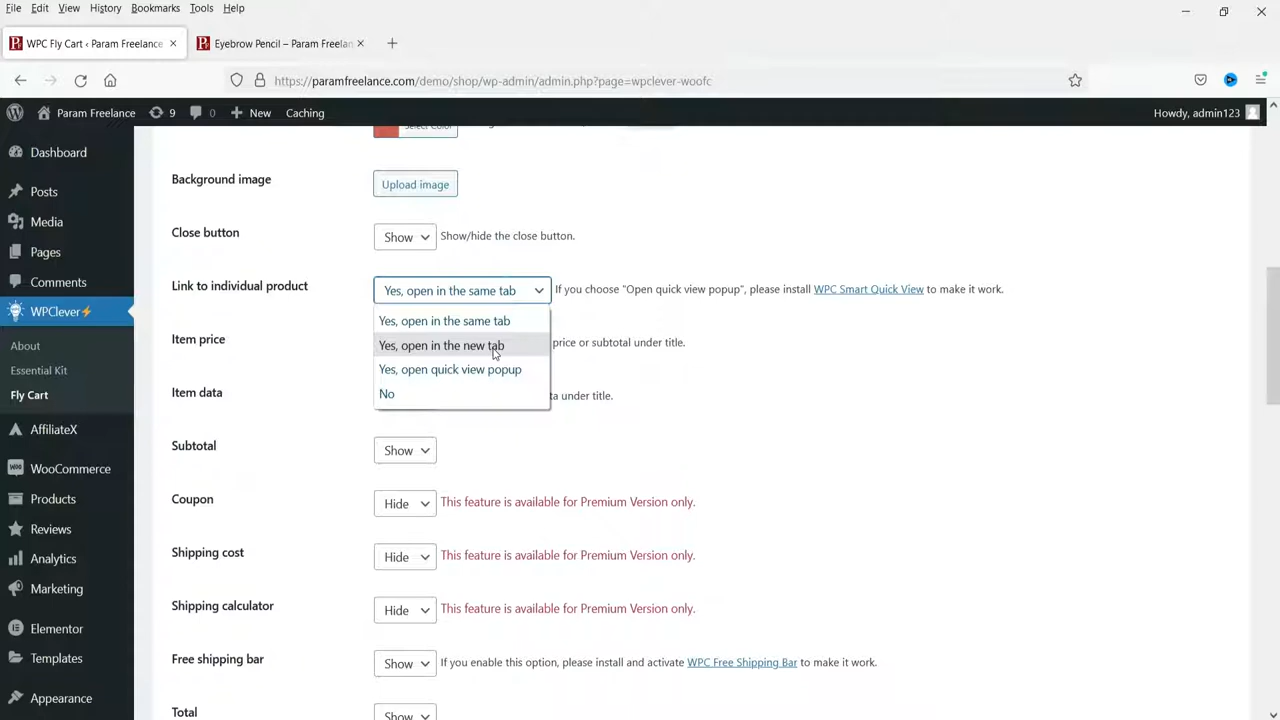 File Edit View History Bookmarks Tools Help
WPC Fly Cart ‹ Param Freelance
Eyebrow Pencil – Param Freelan
https://paramfreelance.com/demo/shop/wp-admin/admin.php?page=wpclever-woofc
Param Freelance 9 0 New Caching Howdy, admin123
Dashboard
Posts
Media
Pages
Comments
WPClever⚡
About
Essential Kit
Fly Cart
AffiliateX
WooCommerce
Products
Reviews
Analytics
Marketing
Elementor
Templates
Appearance
Select Color
Background image Upload image
Close button Show Show/hide the close button.
Link to individual product Yes, open in the same tab If you choose "Open quick view popup", please install WPC Smart Quick View to make it work.
Yes, open in the same tab
Yes, open in the new tab
Yes, open quick view popup
No
Item price price or subtotal under title.
Item data ta under title.
Subtotal Show
Coupon Hide This feature is available for Premium Version only.
Shipping cost Hide This feature is available for Premium Version only.
Shipping calculator Hide This feature is available for Premium Version only.
Free shipping bar Show If you enable this option, please install and activate WPC Free Shipping Bar to make it work.
Total Show